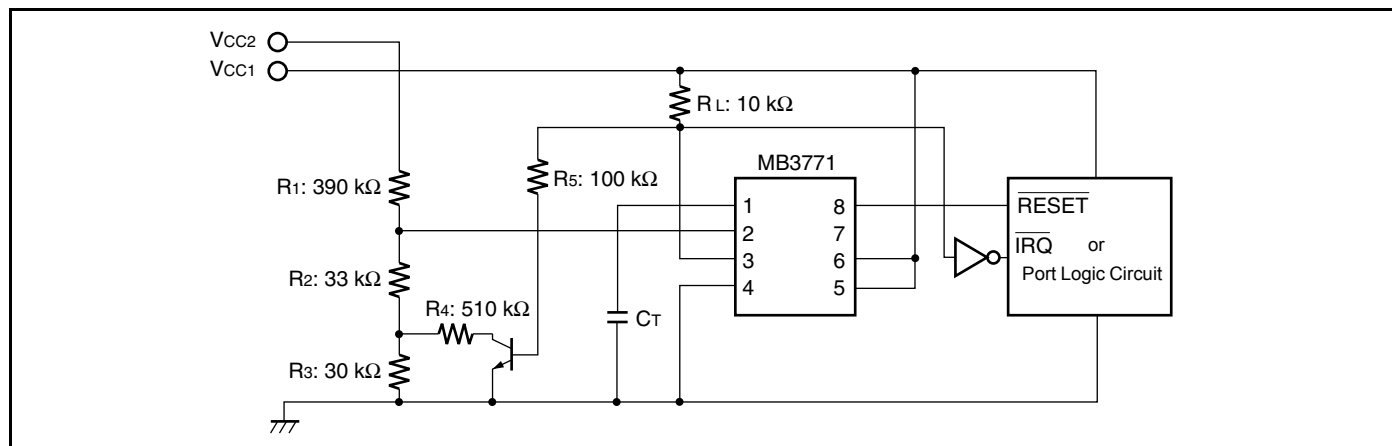 VCC2
VCC1
RL: 10 kΩ
MB3771
R1: 390 kΩ
R5: 100 kΩ
1
8
RESET
2
7
IRQ or
3
6
Port Logic Circuit
4
5
R2: 33 kΩ
R4: 510 kΩ
CT
R3: 30 kΩ